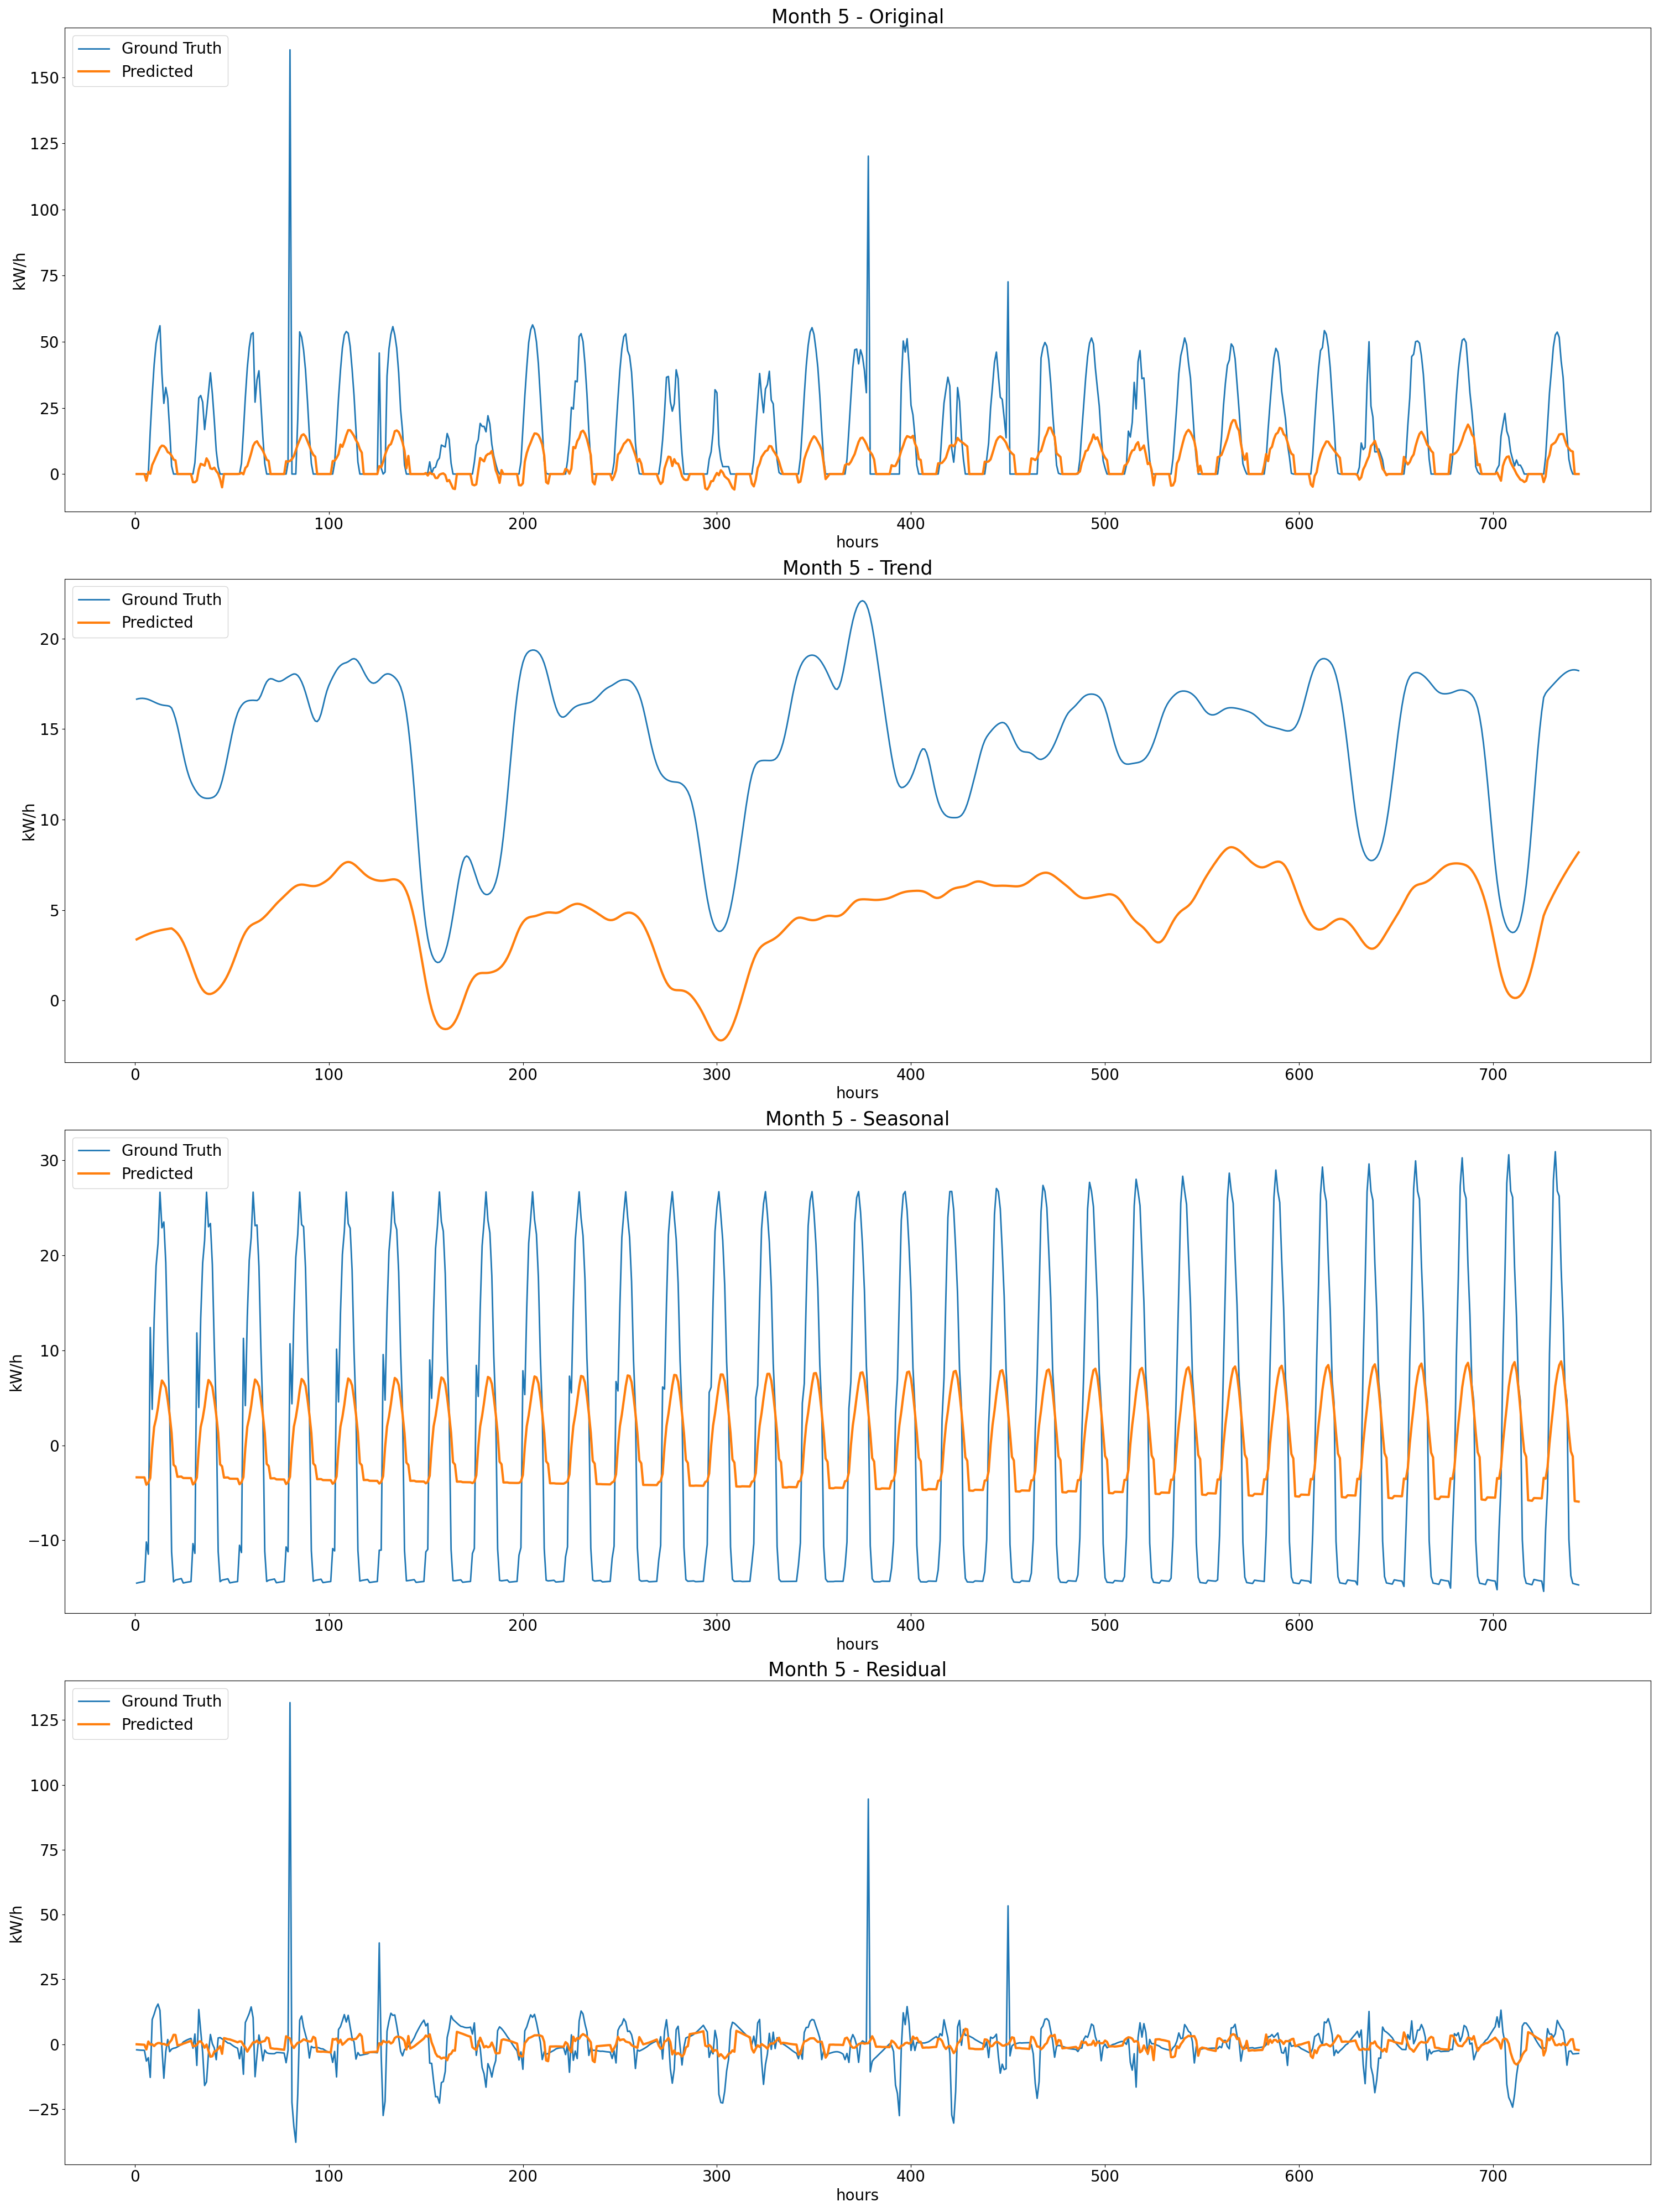 Month 5 - Original
Ground Truth
Predicted
150
125
100
75
50
25
0
kW/h
0 100 200 300 400 500 600 700
hours
Month 5 - Trend
Ground Truth
Predicted
20
15
10
5
0
kW/h
0 100 200 300 400 500 600 700
hours
Month 5 - Seasonal
Ground Truth
Predicted
30
20
10
0
−10
kW/h
0 100 200 300 400 500 600 700
hours
Month 5 - Residual
Ground Truth
Predicted
125
100
75
50
25
0
−25
kW/h
0 100 200 300 400 500 600 700
hours